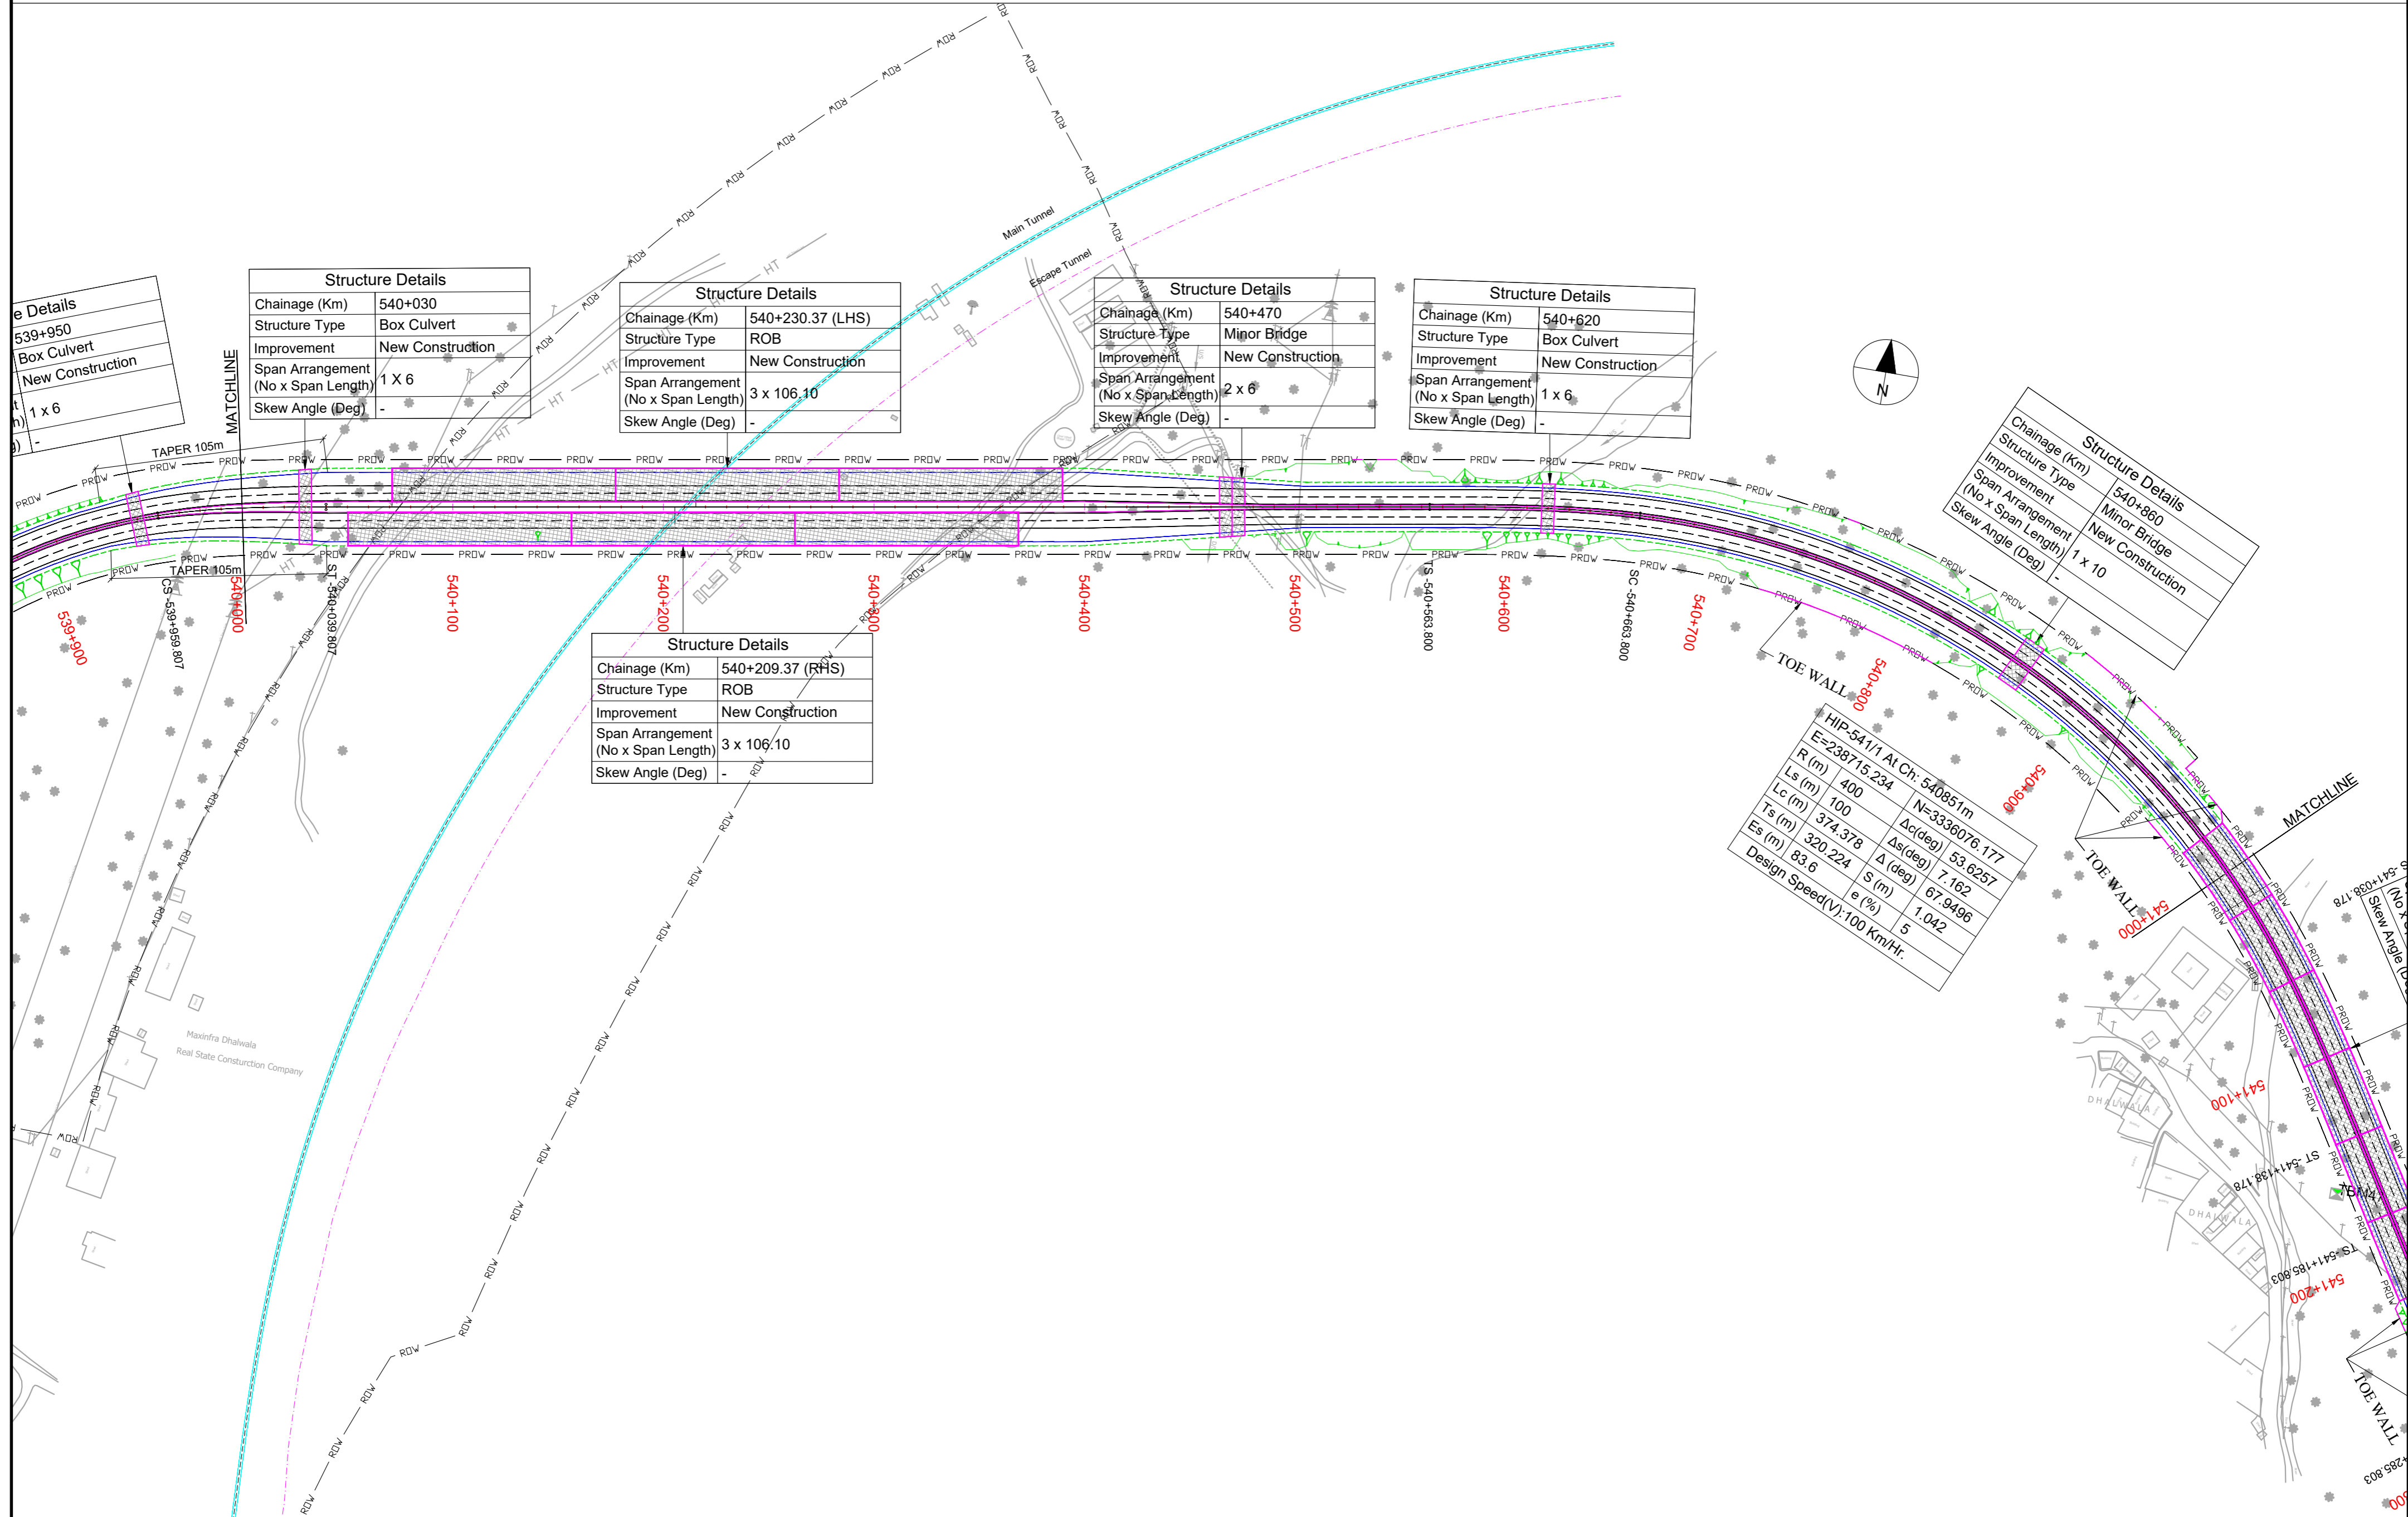 e Details
539+950
Box Culvert
New Construction
1 x 6
-
MATCHLINE
TAPER 105m
TAPER 105m
Structure Details
Chainage (Km) 540+030
Structure Type Box Culvert
Improvement New Construction
Span Arrangement
(No x Span Length) 1 X 6
Skew Angle (Deg) -
Structure Details
Chainage (Km) 540+230.37 (LHS)
Structure Type ROB
Improvement New Construction
Span Arrangement
(No x Span Length) 3 x 106.10
Skew Angle (Deg) -
Main Tunnel
Escape Tunnel
Structure Details
Chainage (Km) 540+470
Structure Type Minor Bridge
Improvement New Construction
Span Arrangement
(No x Span Length) 2 x 6
Skew Angle (Deg) -
Structure Details
Chainage (Km) 540+620
Structure Type Box Culvert
Improvement New Construction
Span Arrangement
(No x Span Length) 1 x 6
Skew Angle (Deg) -
N
Structure Details
Chainage (Km) 540+860
Structure Type Minor Bridge
Improvement New Construction
Span Arrangement
(No x Span Length) 1 x 10
Skew Angle (Deg) -
ROW
PROW
HT
539+900
CS -539+959.807
540+000
ST -540+039.807
540+100
540+200
540+300
540+400
540+500
TS -540+563.800
540+600
SC -540+663.800
540+700
540+800
540+900
541+000
541+100
541+200
Structure Details
Chainage (Km) 540+209.37 (RHS)
Structure Type ROB
Improvement New Construction
Span Arrangement
(No x Span Length) 3 x 106.10
Skew Angle (Deg) -
TOE WALL
HIP-541/1 At Ch: 540851m
E=238715.234 N=3336076.177
R (m) 400 Δc(deg) 53.6257
Ls (m) 100 Δs(deg) 7.162
Lc (m) 374.378 Δ (deg) 67.9496
Ts (m) 320.224 S (m) 1.042
Es (m) 83.6 e (%) 5
Design Speed(V):100 Km/Hr.
MATCHLINE
TOE WALL
-541+038.178
(No x
Skew Angle (D
DHALWALA
ST -541+138.178
TBM4
DHALWALA
TS -541+185.803
TOE WALL
+285.803
Maxinfra Dhalwala
Real State Consturction Company